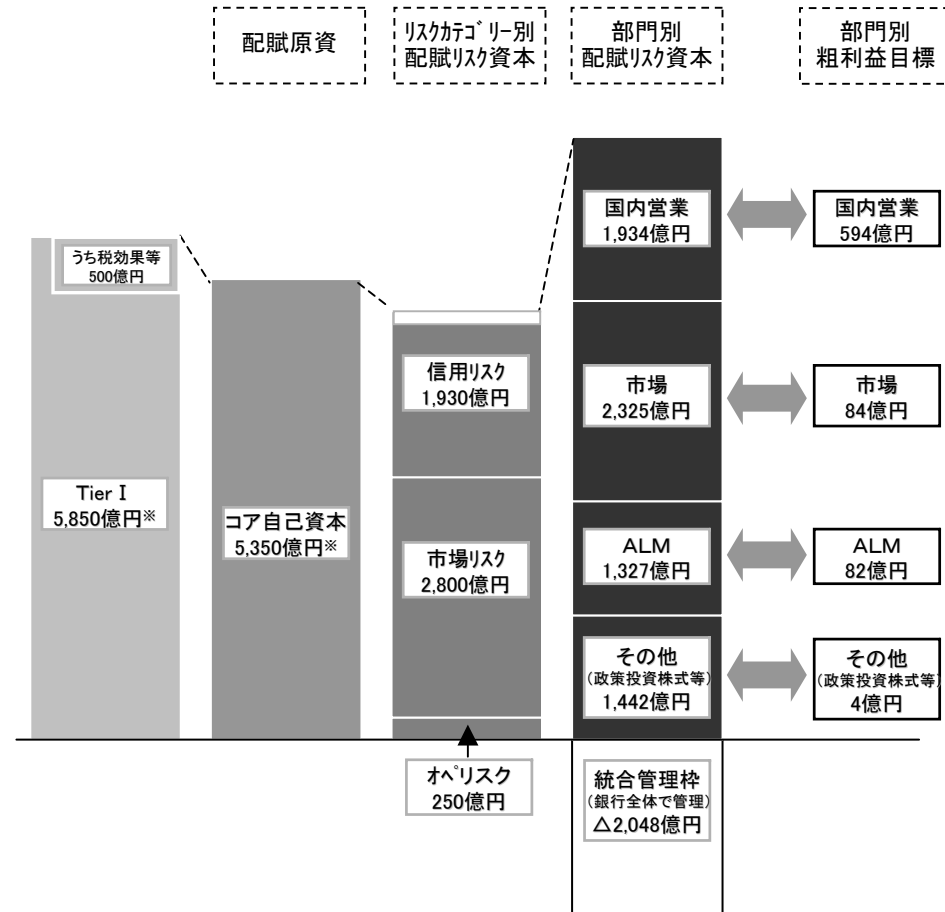 配賦原資
ﾘｽｸｶﾃｺﾞﾘｰ別
配賦ﾘｽｸ資本
部門別
配賦リスク資本
部門別
粗利益目標
うち税効果等
500億円
Tier Ⅰ
5,850億円※
コア自己資本
5,350億円※
信用ﾘｽｸ
1,930億円
市場ﾘｽｸ
2,800億円
ｵﾍﾟﾘｽｸ
250億円
国内営業
1,934億円
市場
2,325億円
ＡＬＭ
1,327億円
その他
(政策投資株式等)
1,442億円
統合管理枠
(銀行全体で管理)
△2,048億円
国内営業
594億円
市場
84億円
ＡＬＭ
82億円
その他
(政策投資株式等)
4億円